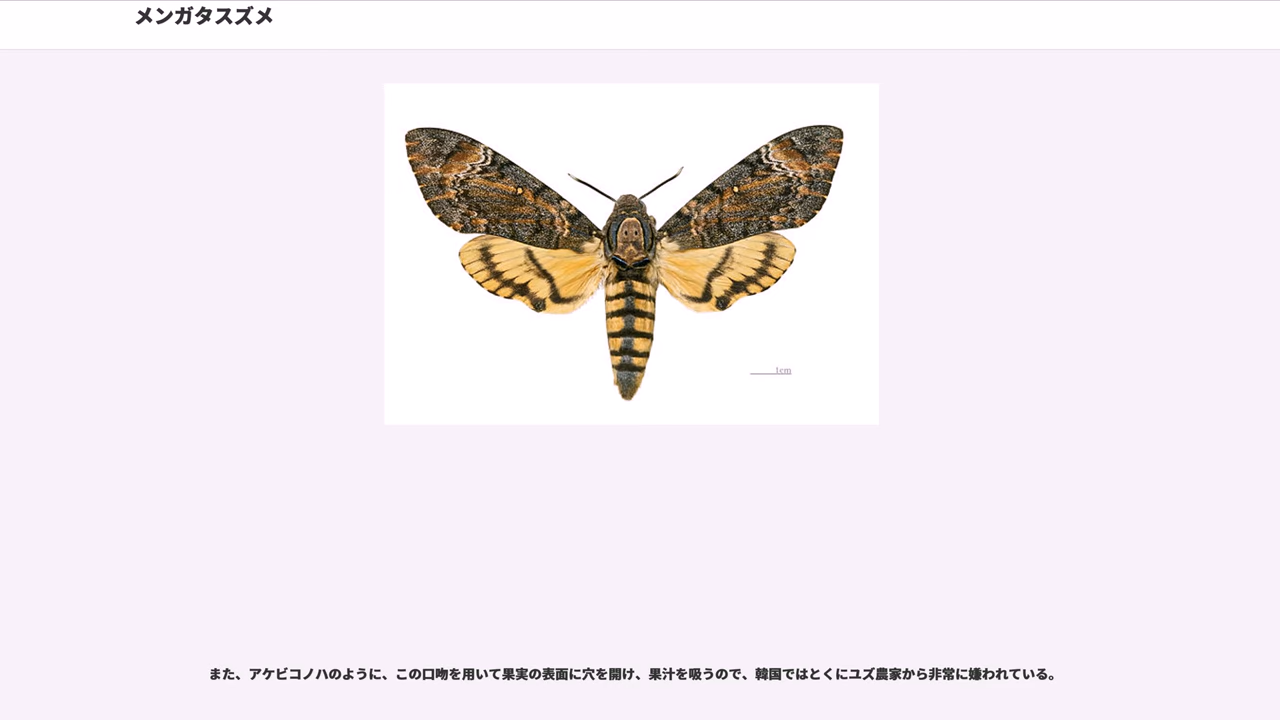 メンガタスズメ
1cm
また、アケビコノハのように、この口吻を用いて果実の表面に穴を開け、果汁を吸うので、韓国ではとくにユズ農家から非常に嫌われている。